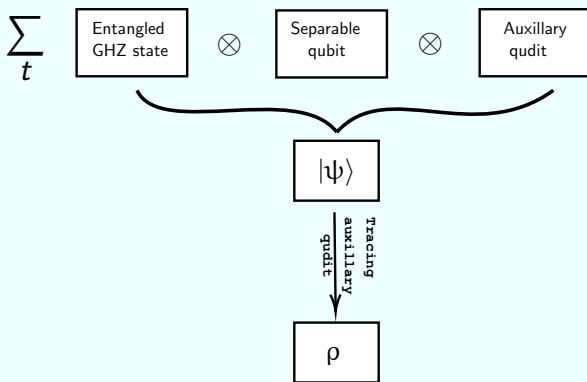 Entangled
GHZ state
⊗
Separable
qubit
⊗
Auxillary
qudit
∑
t
|ψ⟩
Tracing
auxillary
qudit
ρ